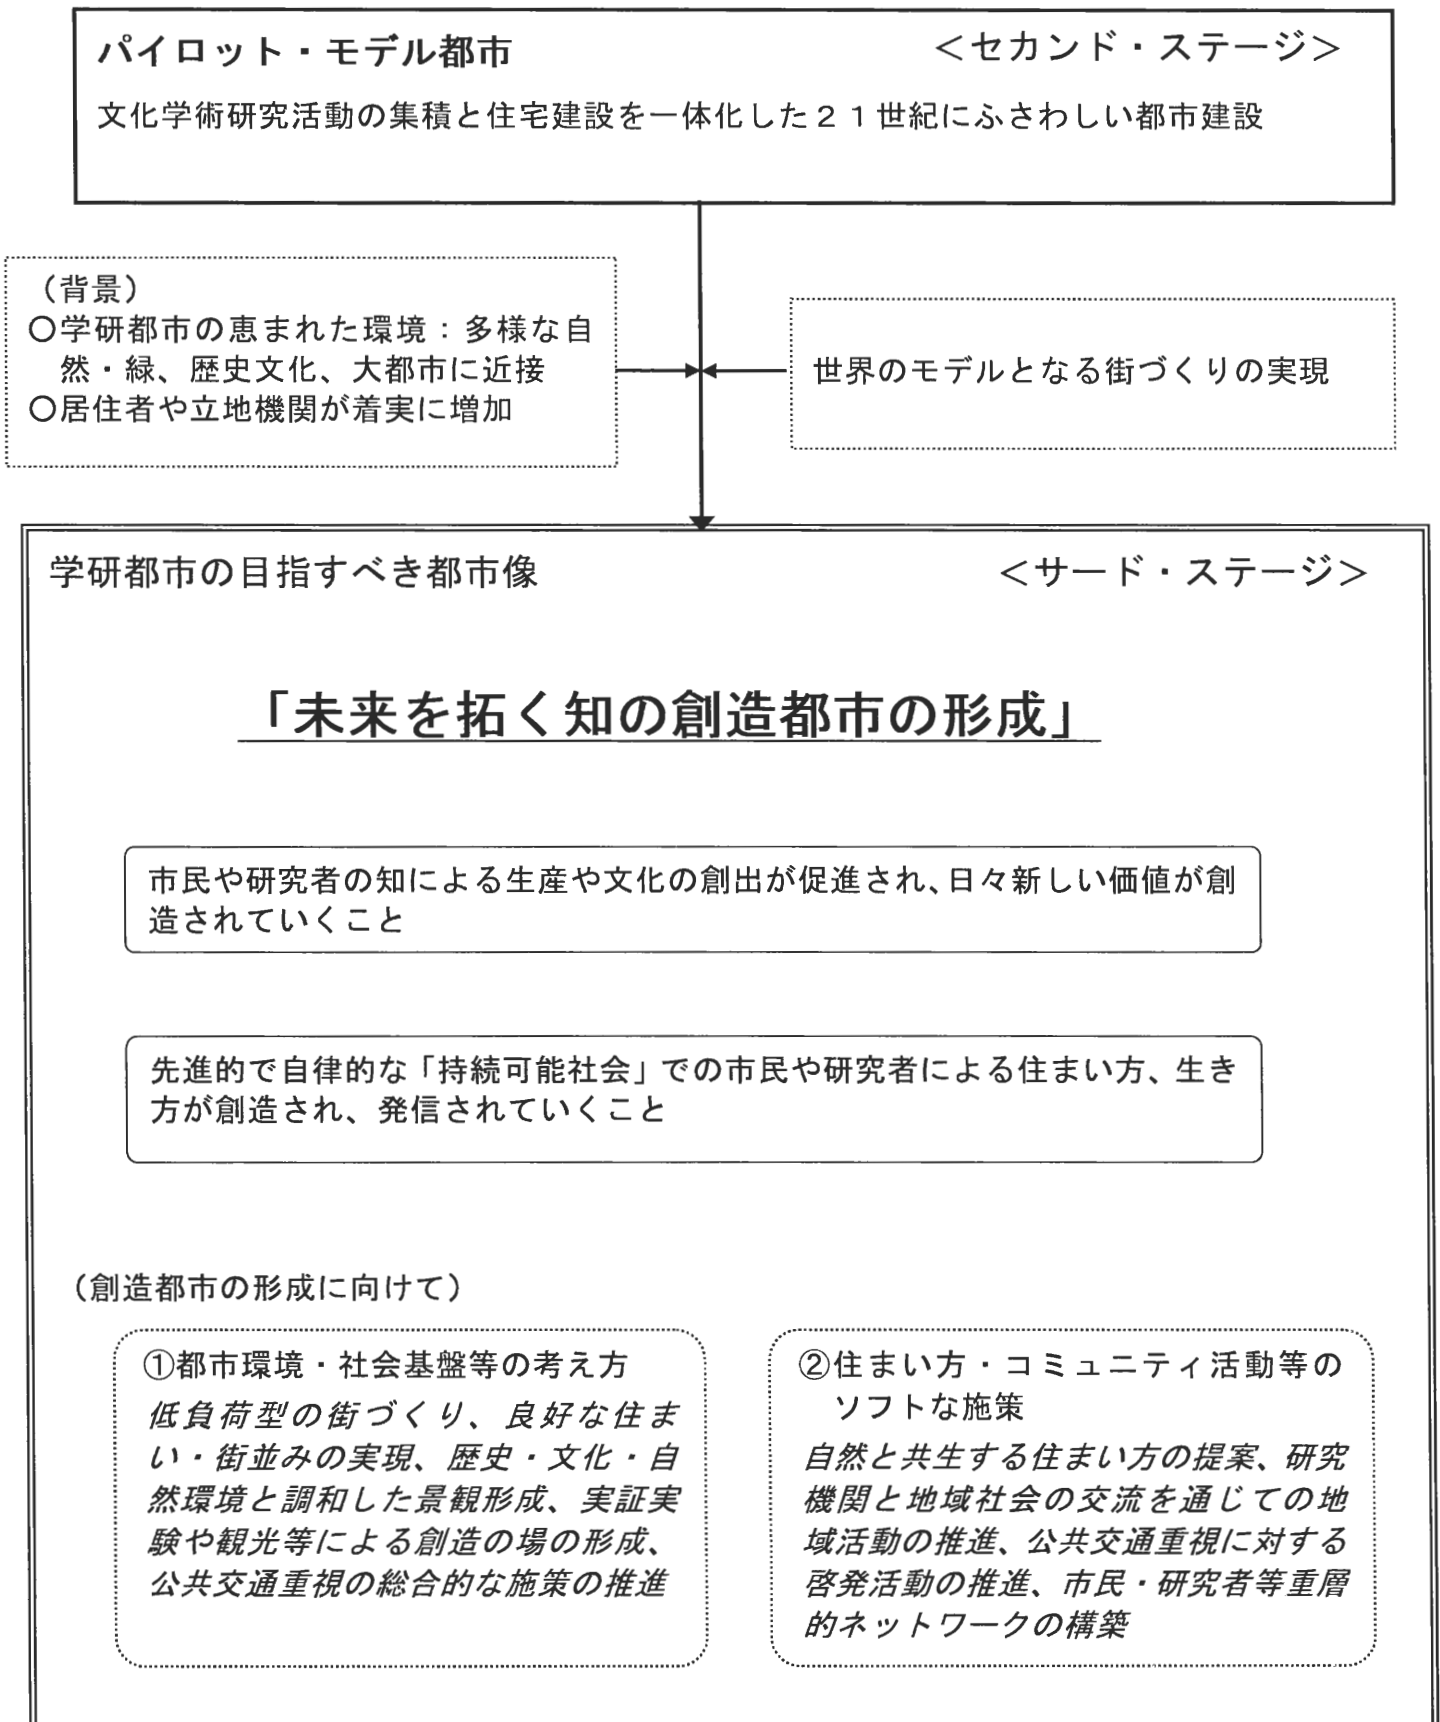 パイロット・モデル都市
＜セカンド・ステージ＞
文化学術研究活動の集積と住宅建設を一体化した２１世紀にふさわしい都市建設
（背景）
○学研都市の恵まれた環境：多様な自
然・緑、歴史文化、大都市に近接
○居住者や立地機関が着実に増加
世界のモデルとなる街づくりの実現
学研都市の目指すべき都市像
＜サード・ステージ＞
「未来を拓く知の創造都市の形成」
市民や研究者の知による生産や文化の創出が促進され、日々新しい価値が創
造されていくこと
先進的で自律的な「持続可能社会」での市民や研究者による住まい方、生き
方が創造され、発信されていくこと
（創造都市の形成に向けて）
①都市環境・社会基盤等の考え方
低負荷型の街づくり、良好な住ま
い・街並みの実現、歴史・文化・自
然環境と調和した景観形成、実証実
験や観光等による創造の場の形成、
公共交通重視の総合的な施策の推進
②住まい方・コミュニティ活動等の
ソフトな施策
自然と共生する住まい方の提案、研究
機関と地域社会の交流を通じての地
域活動の推進、公共交通重視に対する
啓発活動の推進、市民・研究者等重層
的ネットワークの構築